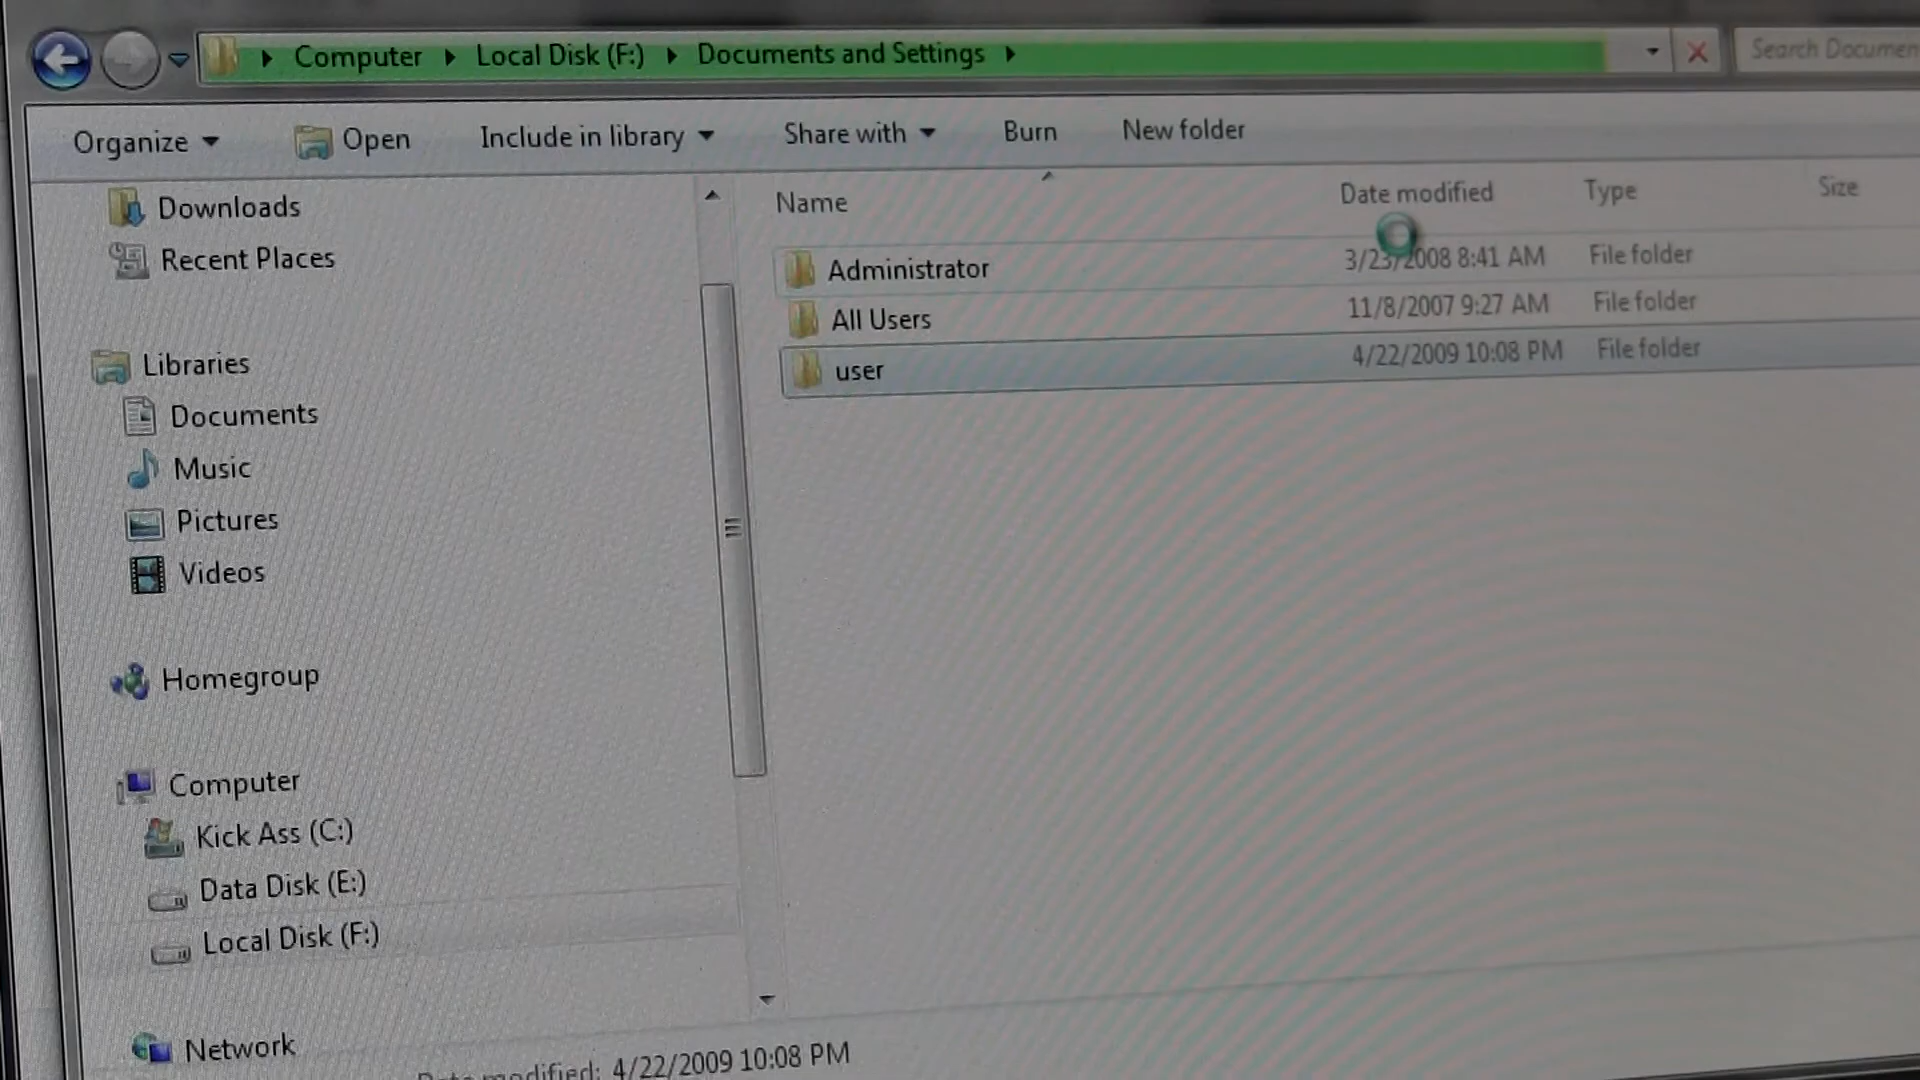 Computer Local Disk (F:) Documents and Settings
Search Documen
Organize Open Include in library Share with Burn New folder
Downloads
Recent Places
Libraries
Documents
Music
Pictures
Videos
Homegroup
Computer
Kick Ass (C:)
Data Disk (E:)
Local Disk (F:)
Network
Name Date modified Type Size
Administrator 3/23/2008 8:41 AM File folder
All Users 11/8/2007 9:27 AM File folder
user 4/22/2009 10:08 PM File folder
Date modified: 4/22/2009 10:08 PM